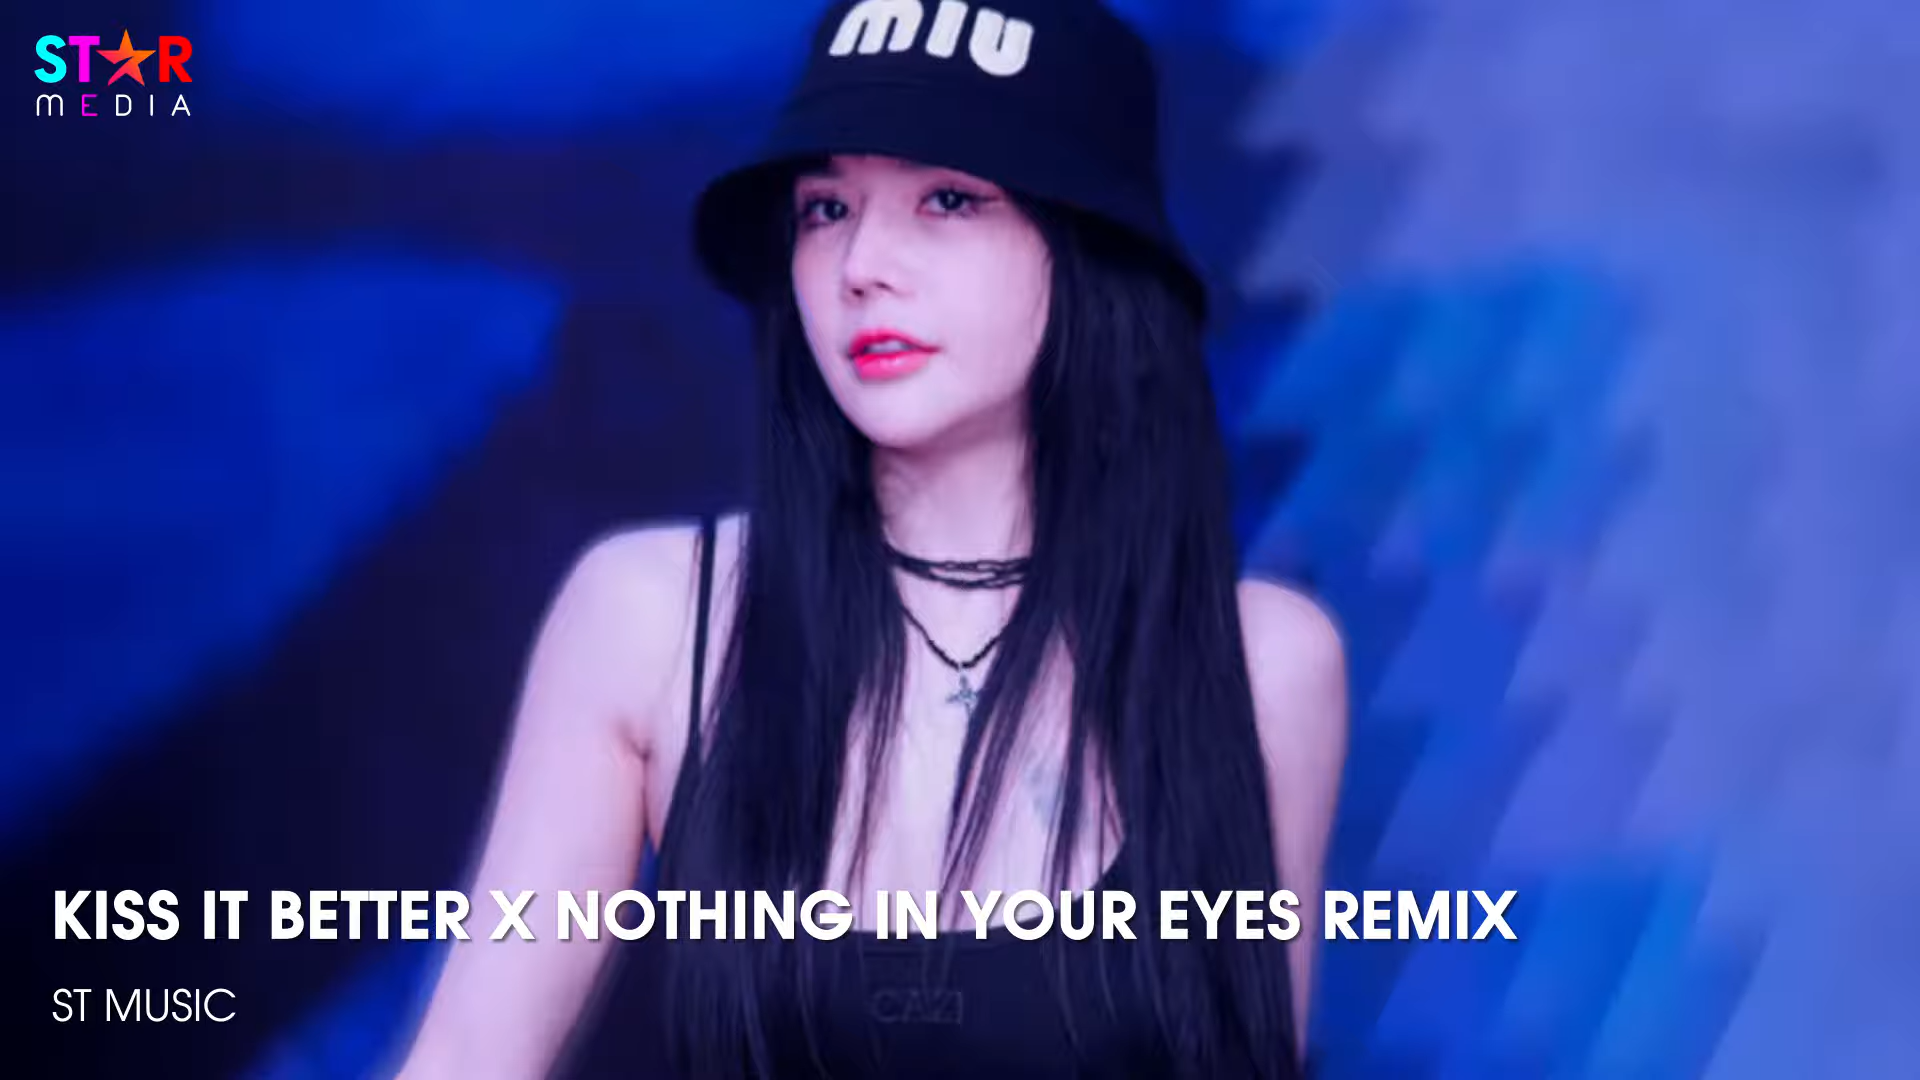 STAR
MEDIA
MIU
KISS IT BETTER X NOTHING IN YOUR EYES REMIX
ST MUSIC